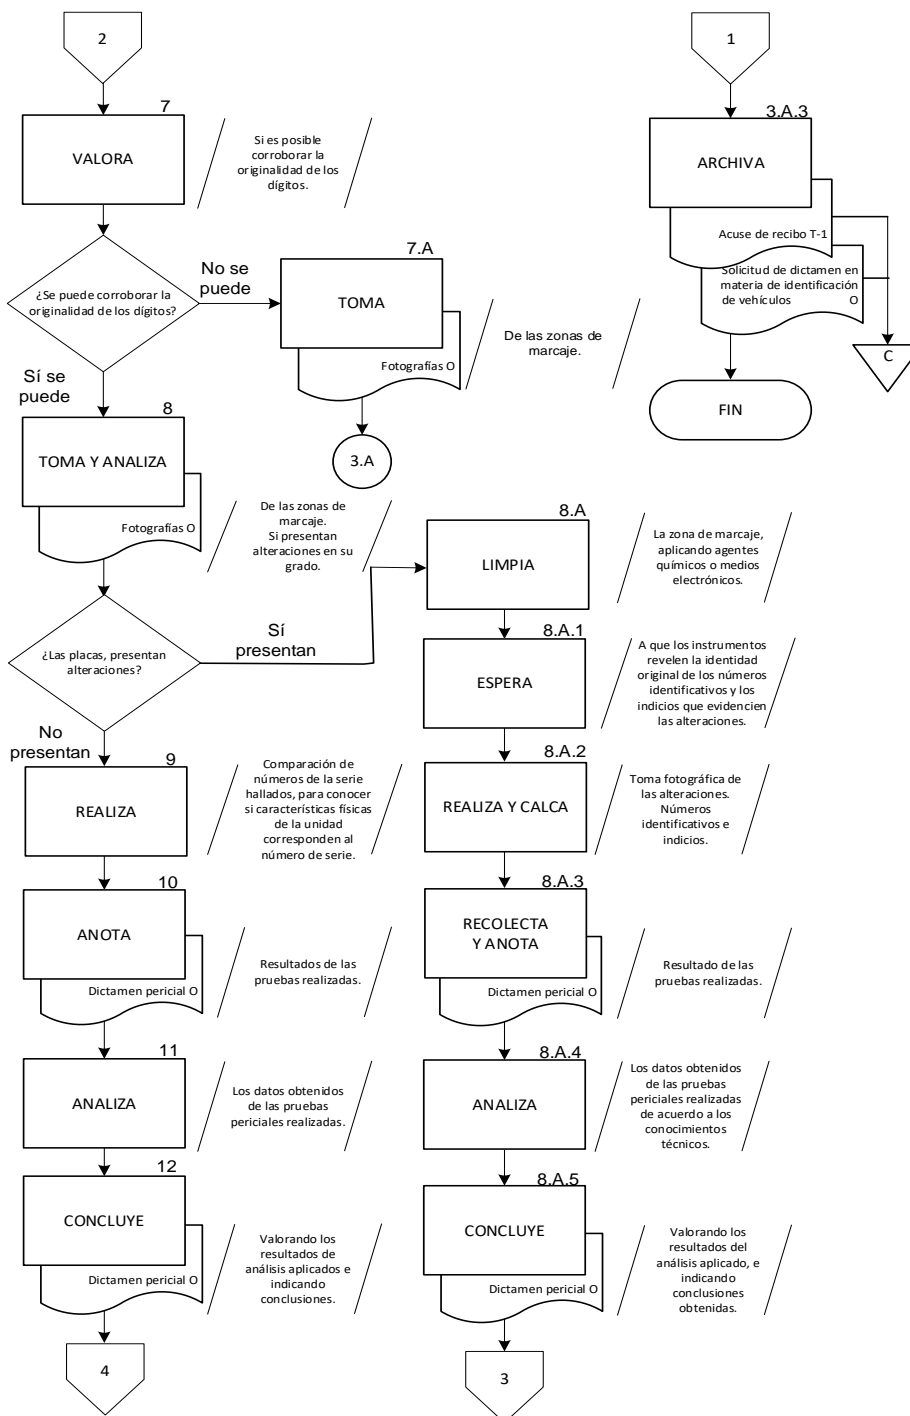 2
7
VALORA
Si es posible
corroborar la
originalidad de los
dígitos.
¿Se puede corroborar la
originalidad de los dígitos?
No se
puede
7.A
TOMA
Fotografías O
De las zonas de
marcaje.
3.A
Sí se
puede
8
TOMA Y ANALIZA
Fotografías O
De las zonas de
marcaje.
Si presentan
alteraciones en su
grado.
¿Las placas, presentan
alteraciones?
Sí
presentan
No
presentan
9
REALIZA
Comparación de
números de la serie
hallados, para conocer
si características físicas
de la unidad
corresponden al
número de serie.
10
ANOTA
Dictamen pericial O
Resultados de las
pruebas realizadas.
11
ANALIZA
Los datos obtenidos
de las pruebas
periciales realizadas.
12
CONCLUYE
Dictamen pericial O
Valorando los
resultados de
análisis aplicados e
indicando
conclusiones.
4
1
3.A.3
ARCHIVA
Acuse de recibo T-1
Solicitud de dictamen en
materia de identificación
de vehículos O
C
FIN
8.A
LIMPIA
La zona de marcaje,
aplicando agentes
químicos o medios
electrónicos.
8.A.1
ESPERA
A que los instrumentos
revelen la identidad
original de los números
identificativos y los
indicios que evidencien
las alteraciones.
8.A.2
REALIZA Y CALCA
Toma fotográfica de
las alteraciones.
Números
identificativos e
indicios.
8.A.3
RECOLECTA
Y ANOTA
Dictamen pericial O
Resultado de las
pruebas realizadas.
8.A.4
ANALIZA
Los datos obtenidos
de las pruebas
periciales realizadas
de acuerdo a los
conocimientos
técnicos.
8.A.5
CONCLUYE
Dictamen pericial O
Valorando los
resultados del
análisis aplicado, e
indicando
conclusiones
obtenidas.
3